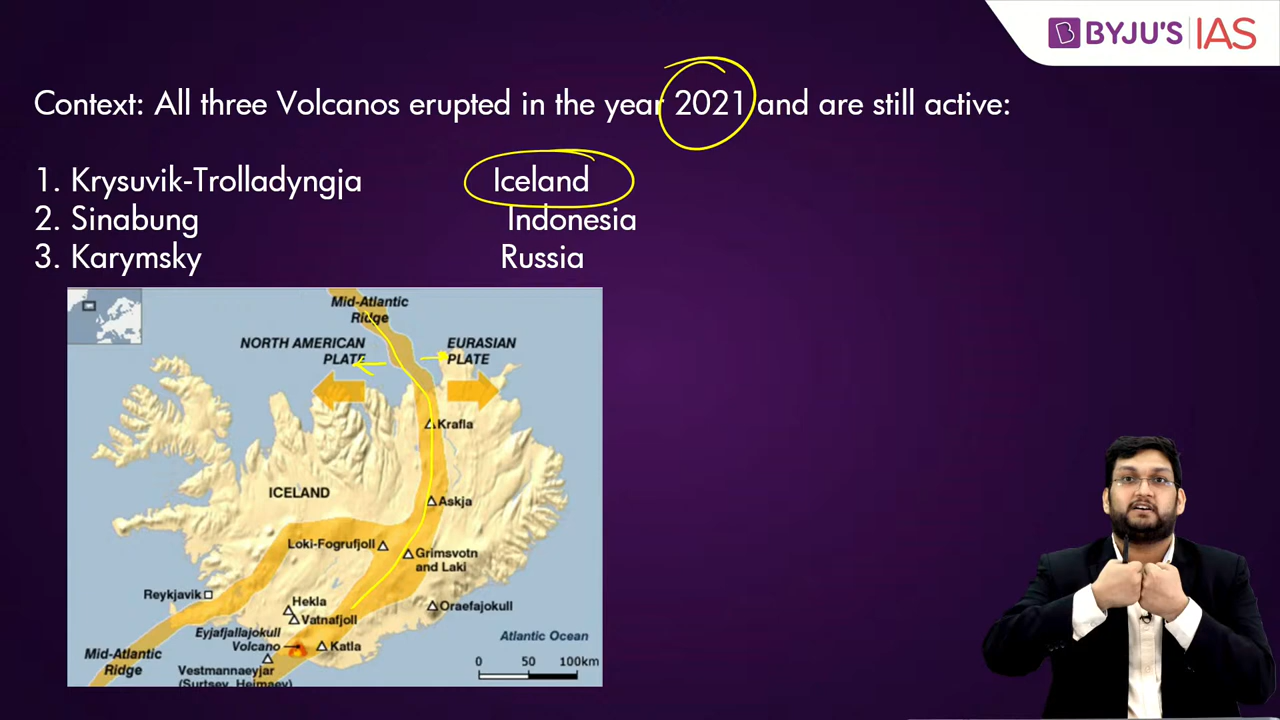 BYJU'S IAS
Context: All three Volcanos erupted in the year 2021 and are still active:
1. Krysuvik-Trolladyngja Iceland
2. Sinabung Indonesia
3. Karymsky Russia
Mid-Atlantic
Ridge
NORTH AMERICAN
PLATE
EURASIAN
PLATE
Krafla
ICELAND
Askja
Loki-Fogrufjoll
Grimsvotn
and Laki
Reykjavik
Hekla
Vatnafjoll
Oraefajokull
Eyjafjallajokull
Volcano
Katla
Atlantic Ocean
Mid-Atlantic
Ridge
Vestmannaeyjar
(Surtsey, Heimaey)
0 50 100km